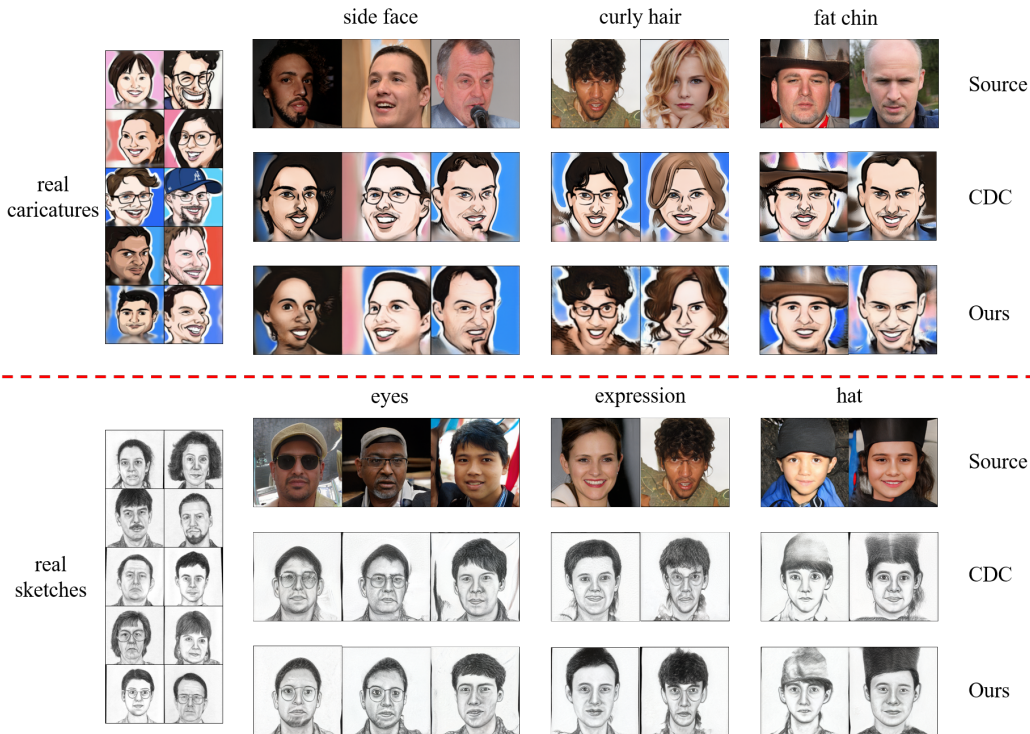 side face
curly hair
fat chin
Source
real
caricatures
CDC
Ours
eyes
expression
hat
Source
real
sketches
CDC
Ours